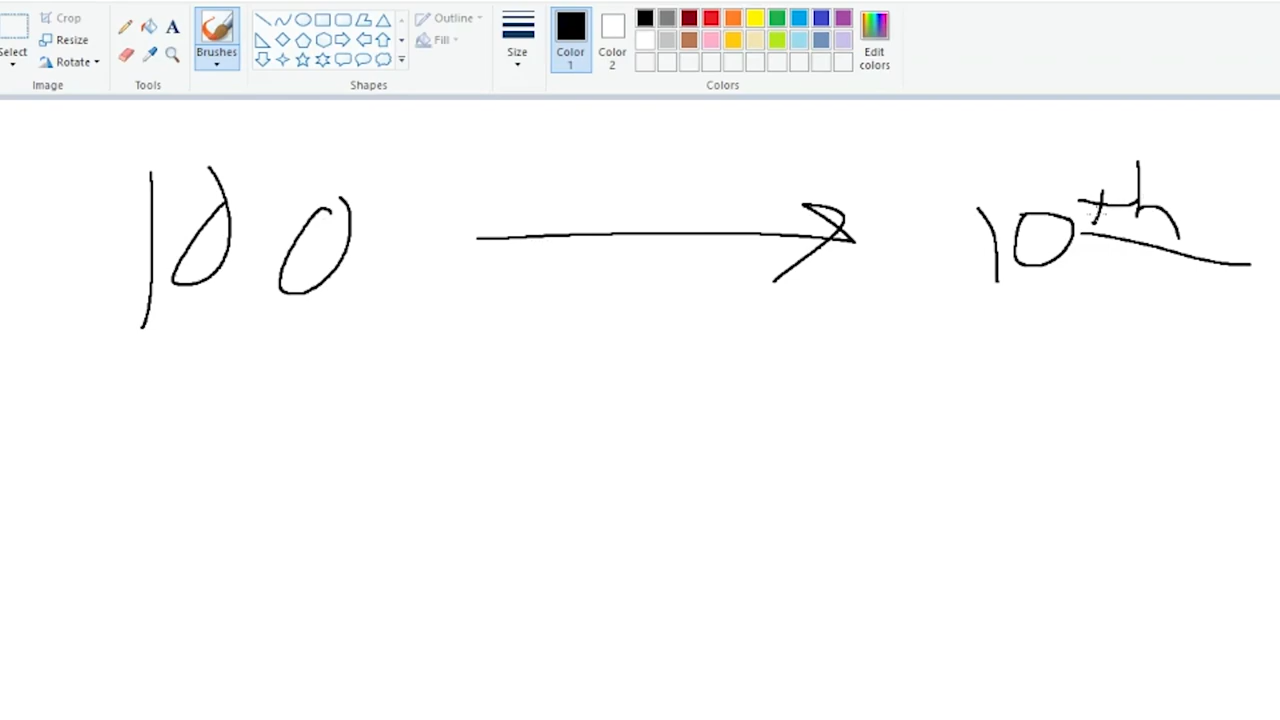 Crop
Select Resize
Rotate
Brushes
Outline
Fill
Size
Color 1
Color 2
Edit colors
Image
Tools
Shapes
Colors
100 → 10th